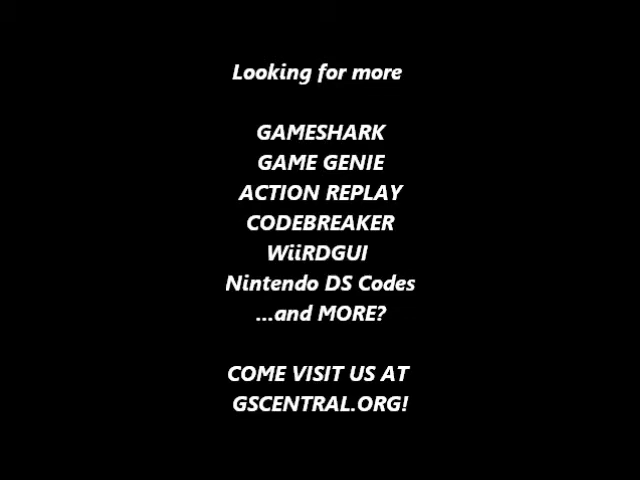 Looking for more
GAMESHARK
GAME GENIE
ACTION REPLAY
CODEBREAKER
WiiRDGUI
Nintendo DS Codes
...and MORE?
COME VISIT US AT
GSCENTRAL.ORG!